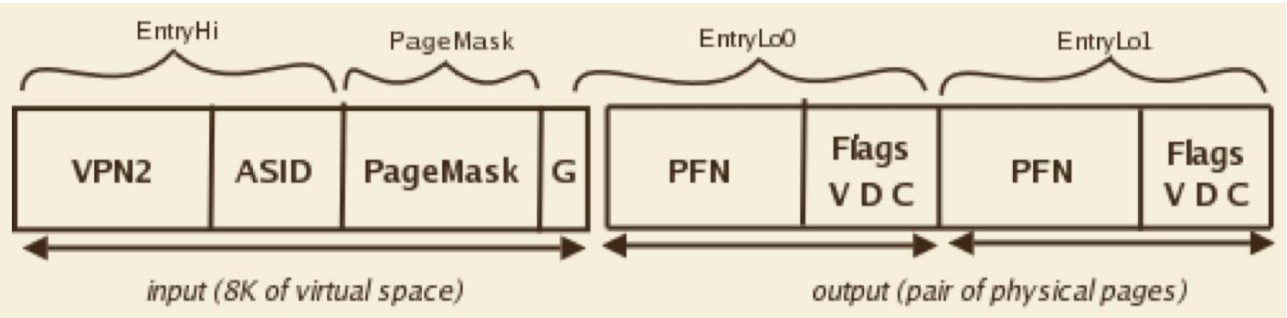 EntryHi PageMask EntryLo0 EntryLo1
VPN2 ASID PageMask G PFN Flags V D C PFN Flags V D C
input (8K of virtual space) output (pair of physical pages)